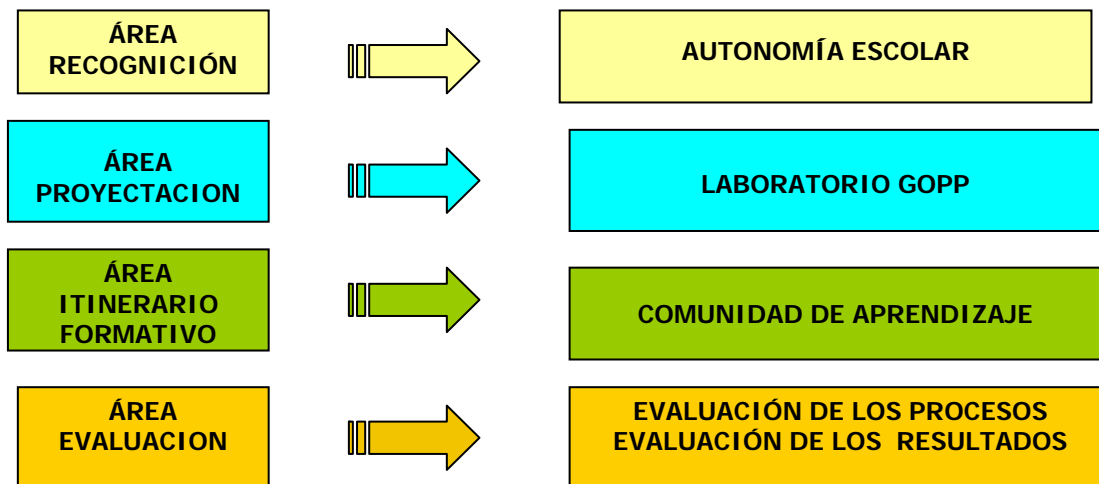 ÁREA
RECOGNICIÓN
AUTONOMÍA ESCOLAR
ÁREA
PROYECTACION
LABORATORIO GOPP
ÁREA
ITINERARIO
FORMATIVO
COMUNIDAD DE APRENDIZAJE
ÁREA
EVALUACION
EVALUACIÓN DE LOS PROCESOS
EVALUACIÓN DE LOS RESULTADOS